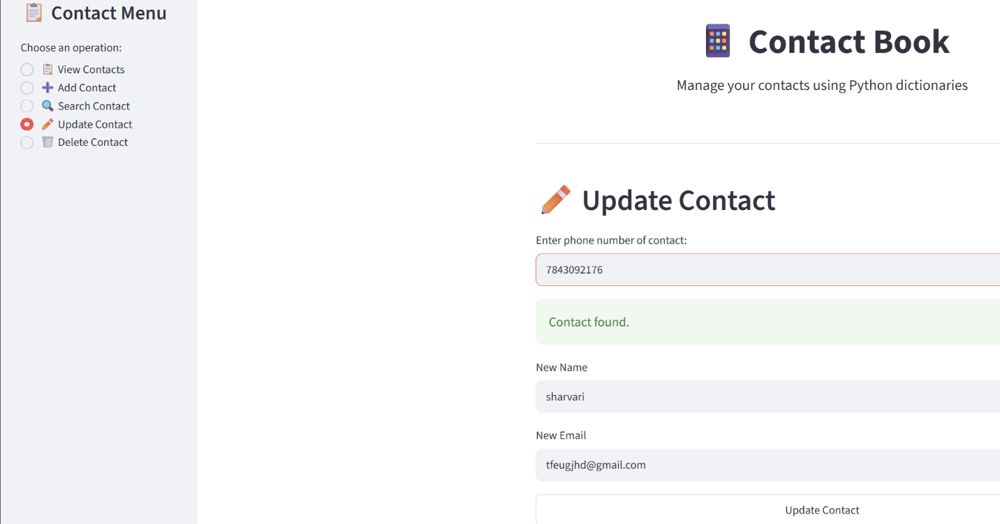 Contact Menu
Choose an operation:
View Contacts
Add Contact
Search Contact
Update Contact
Delete Contact
Contact Book
Manage your contacts using Python dictionaries
Update Contact
Enter phone number of contact:
7843092176
Contact found.
New Name
sharvari
New Email
tfeugjhd@gmail.com
Update Contact